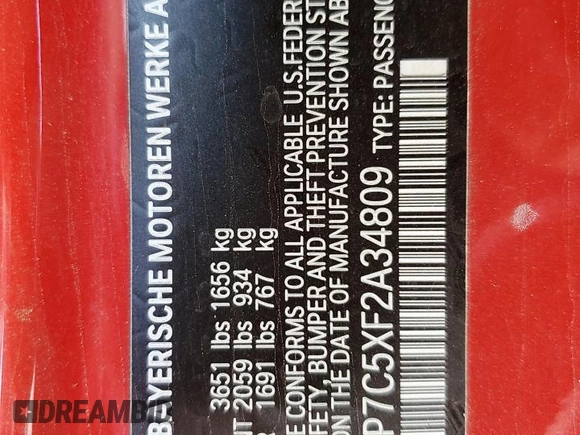 BAYERISCHE MOTOREN WERKE A
3651 lbs 1656 kg
NT 2059 lbs 934 kg
1691 lbs 767 kg
E CONFORMS TO ALL APPLICABLE U.S.FEDER
FETY, BUMPER AND THEFT PREVENTION ST
ON THE DATE OF MANUFACTURE SHOWN AB
P7C5XF2A34809 TYPE: PASSENG
DREAMB